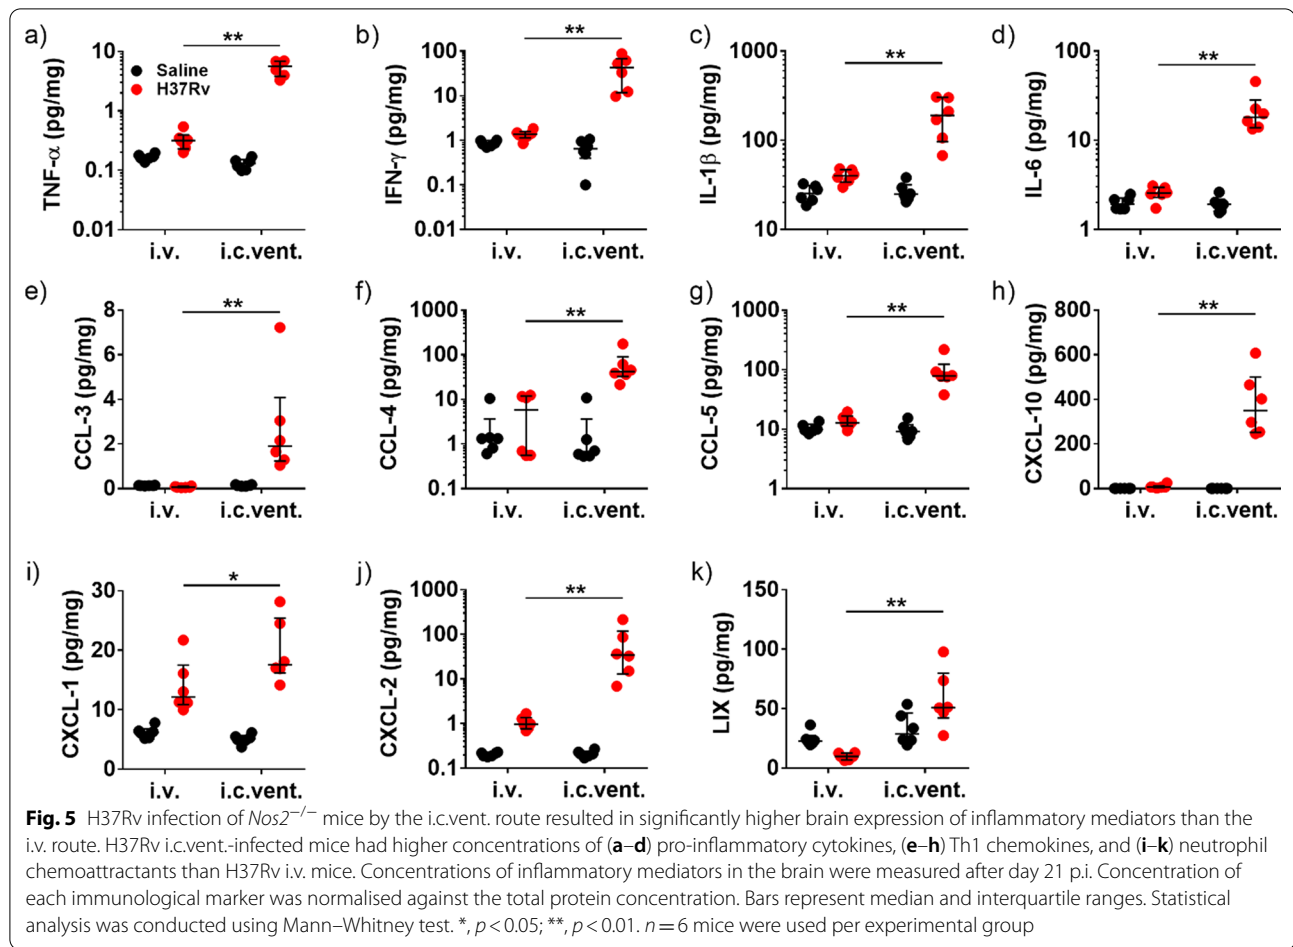 a)
**
10
1
0.1
0.01
TNF-α (pg/mg)
Saline
H37Rv
i.v. i.c.vent.
b)
**
100
10
1
0.1
0.01
IFN-γ (pg/mg)
i.v. i.c.vent.
c)
**
1000
100
10
IL-1β (pg/mg)
i.v. i.c.vent.
d)
**
100
10
1
IL-6 (pg/mg)
i.v. i.c.vent.
e)
**
8
6
4
2
0
CCL-3 (pg/mg)
i.v. i.c.vent.
f)
**
1000
100
10
1
0.1
CCL-4 (pg/mg)
i.v. i.c.vent.
g)
**
1000
100
10
1
CCL-5 (pg/mg)
i.v. i.c.vent.
h)
**
800
600
400
200
0
CXCL-10 (pg/mg)
i.v. i.c.vent.
i)
*
30
20
10
0
CXCL-1 (pg/mg)
i.v. i.c.vent.
j)
**
1000
100
10
1
0.1
CXCL-2 (pg/mg)
i.v. i.c.vent.
k)
**
150
100
50
0
LIX (pg/mg)
i.v. i.c.vent.
Fig. 5 H37Rv infection of Nos2−/− mice by the i.c.vent. route resulted in significantly higher brain expression of inflammatory mediators than the
i.v. route. H37Rv i.c.vent.-infected mice had higher concentrations of (a–d) pro-inflammatory cytokines, (e–h) Th1 chemokines, and (i–k) neutrophil
chemoattractants than H37Rv i.v. mice. Concentrations of inflammatory mediators in the brain were measured after day 21 p.i. Concentration of
each immunological marker was normalised against the total protein concentration. Bars represent median and interquartile ranges. Statistical
analysis was conducted using Mann–Whitney test. *, p < 0.05; **, p < 0.01. n = 6 mice were used per experimental group